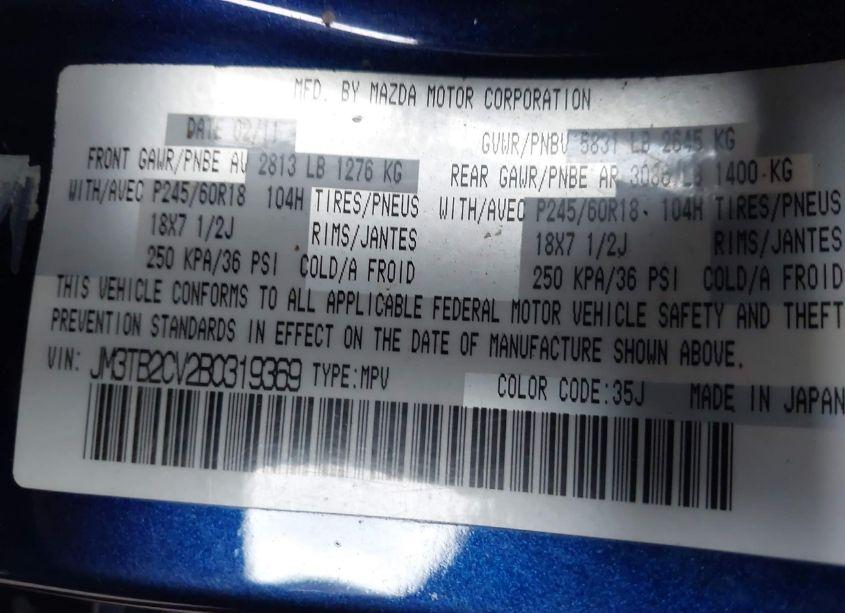 MFD. BY MAZDA MOTOR CORPORATION
DATE 02/11 GVWR/PNBV 5831 LB 2645 KG
FRONT GAWR/PNBE AV 2813 LB 1276 KG REAR GAWR/PNBE AR 3086 LB 1400 KG
WITH/AVEC P245/60R18 104H TIRES/PNEUS WITH/AVEC P245/60R18 104H TIRES/PNEUS
18X7 1/2J RIMS/JANTES 18X7 1/2J RIMS/JANTES
250 KPA/36 PSI COLD/A FROID 250 KPA/36 PSI COLD/A FROID
THIS VEHICLE CONFORMS TO ALL APPLICABLE FEDERAL MOTOR VEHICLE SAFETY AND THEFT
PREVENTION STANDARDS IN EFFECT ON THE DATE OF MANUFACTURE SHOWN ABOVE.
VIN: JM3TB2CV2B0319369 TYPE:MPV COLOR CODE:35J MADE IN JAPAN